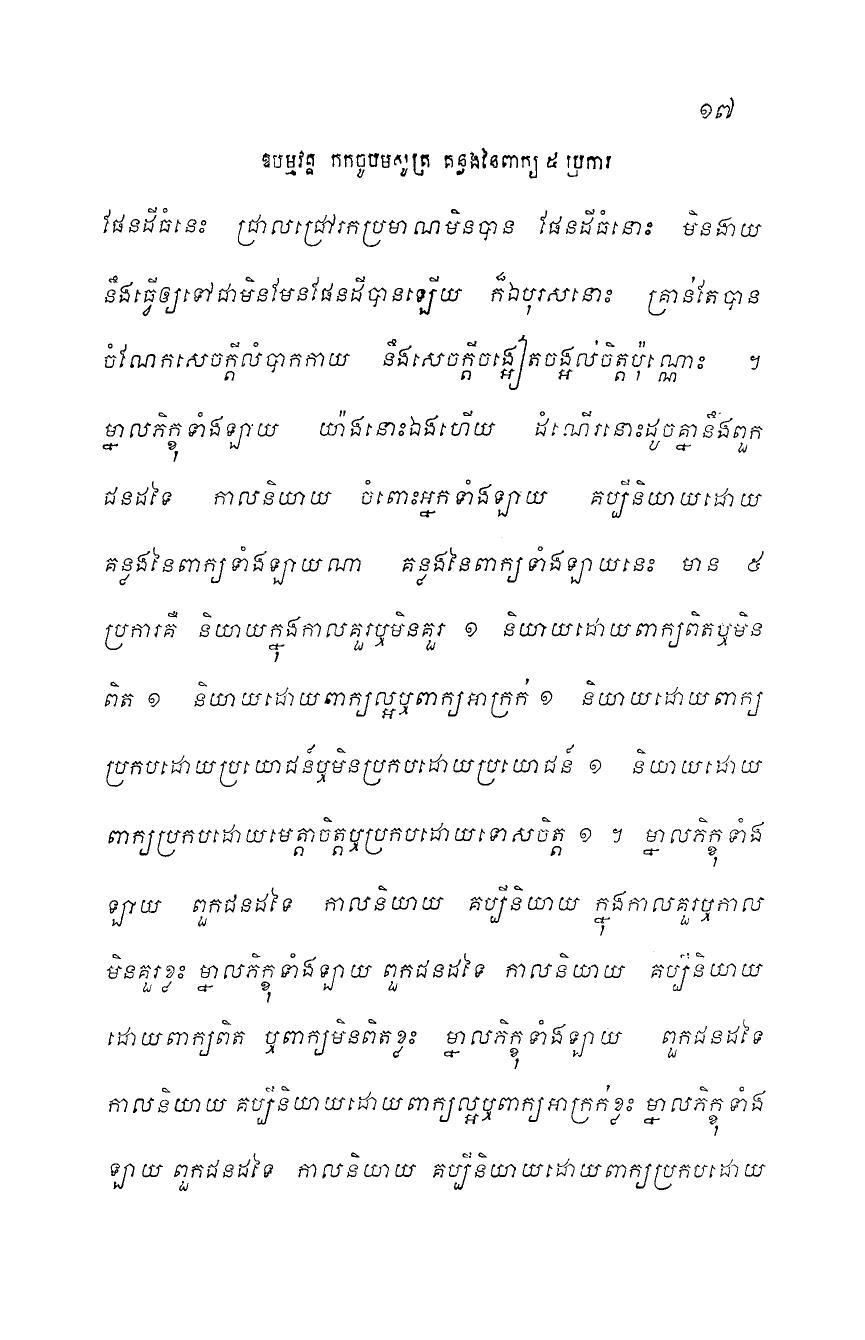 ១៧
ឱបម្មវគ្គ កកចូបមសូត្រ គន្លងនៃពាក្យ ៥ ប្រការ
ផែនដីធំនេះ ជ្រាលជ្រៅរកប្រមាណមិនបាន ផែនដីធំនោះ មិនងាយ
នឹងធ្វើឲ្យទៅជាមិនមែនផែនដីបានឡើយ ក៏ឯបុរសនោះ គ្រាន់តែបាន
ចំណែកសេចក្តីលំបាកកាយ នឹងសេចក្តីចង្អៀតចង្អល់ចិត្តប៉ុណ្ណោះ ។
ម្នាលភិក្ខុទាំងឡាយ យ៉ាងនោះឯងហើយ ដំណើរនោះដូចគ្នានឹងពួក
ជនដទៃ កាលនិយាយ ចំពោះអ្នកទាំងឡាយ គប្បីនិយាយដោយ
គន្លងនៃពាក្យទាំងឡាយណា គន្លងនៃពាក្យទាំងឡាយនេះ មាន ៥
ប្រការគឺ និយាយក្នុងកាលគួរឬមិនគួរ ១ និយាយដោយពាក្យពិតឬមិន
ពិត ១ និយាយដោយពាក្យល្អឬពាក្យអាក្រក់ ១ និយាយដោយពាក្យ
ប្រកបដោយប្រយោជន៍ឬមិនប្រកបដោយប្រយោជន៍ ១ និយាយដោយ
ពាក្យប្រកបដោយមេត្តាចិត្តឬប្រកបដោយទោសចិត្ត ១ ។ ម្នាលភិក្ខុទាំង
ឡាយ ពួកជនដទៃ កាលនិយាយ គប្បីនិយាយ ក្នុងកាលគួរឬកាល
មិនគួរខ្លះ ម្នាលភិក្ខុទាំងឡាយ ពួកជនដទៃ កាលនិយាយ គប្បីនិយាយ
ដោយពាក្យពិត ឬពាក្យមិនពិតខ្លះ ម្នាលភិក្ខុទាំងឡាយ ពួកជនដទៃ
កាលនិយាយ គប្បីនិយាយដោយពាក្យល្អឬពាក្យអាក្រក់ខ្លះ ម្នាលភិក្ខុទាំង
ឡាយ ពួកជនដទៃ កាលនិយាយ គប្បីនិយាយដោយពាក្យប្រកបដោយ